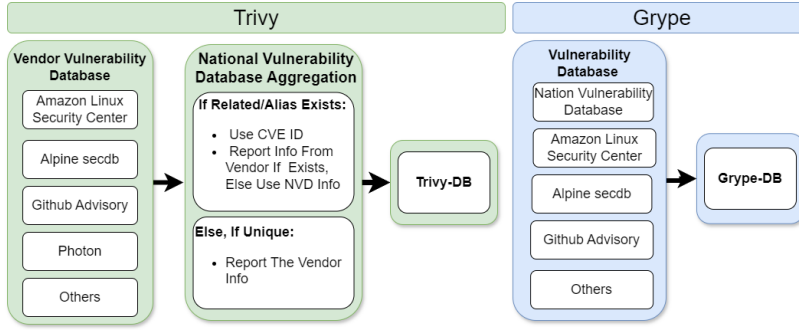 Trivy
Vendor Vulnerability
Database
Amazon Linux
Security Center
Alpine secdb
Github Advisory
Photon
Others
National Vulnerability
Database Aggregation
If Related/Alias Exists:
• Use CVE ID
• Report Info From
Vendor If Exists,
Else Use NVD Info
Else, If Unique:
• Report The Vendor
Info
Trivy-DB
Grype
Vulnerability
Database
Nation Vulnerability
Database
Amazon Linux
Security Center
Alpine secdb
Github Advisory
Others
Grype-DB